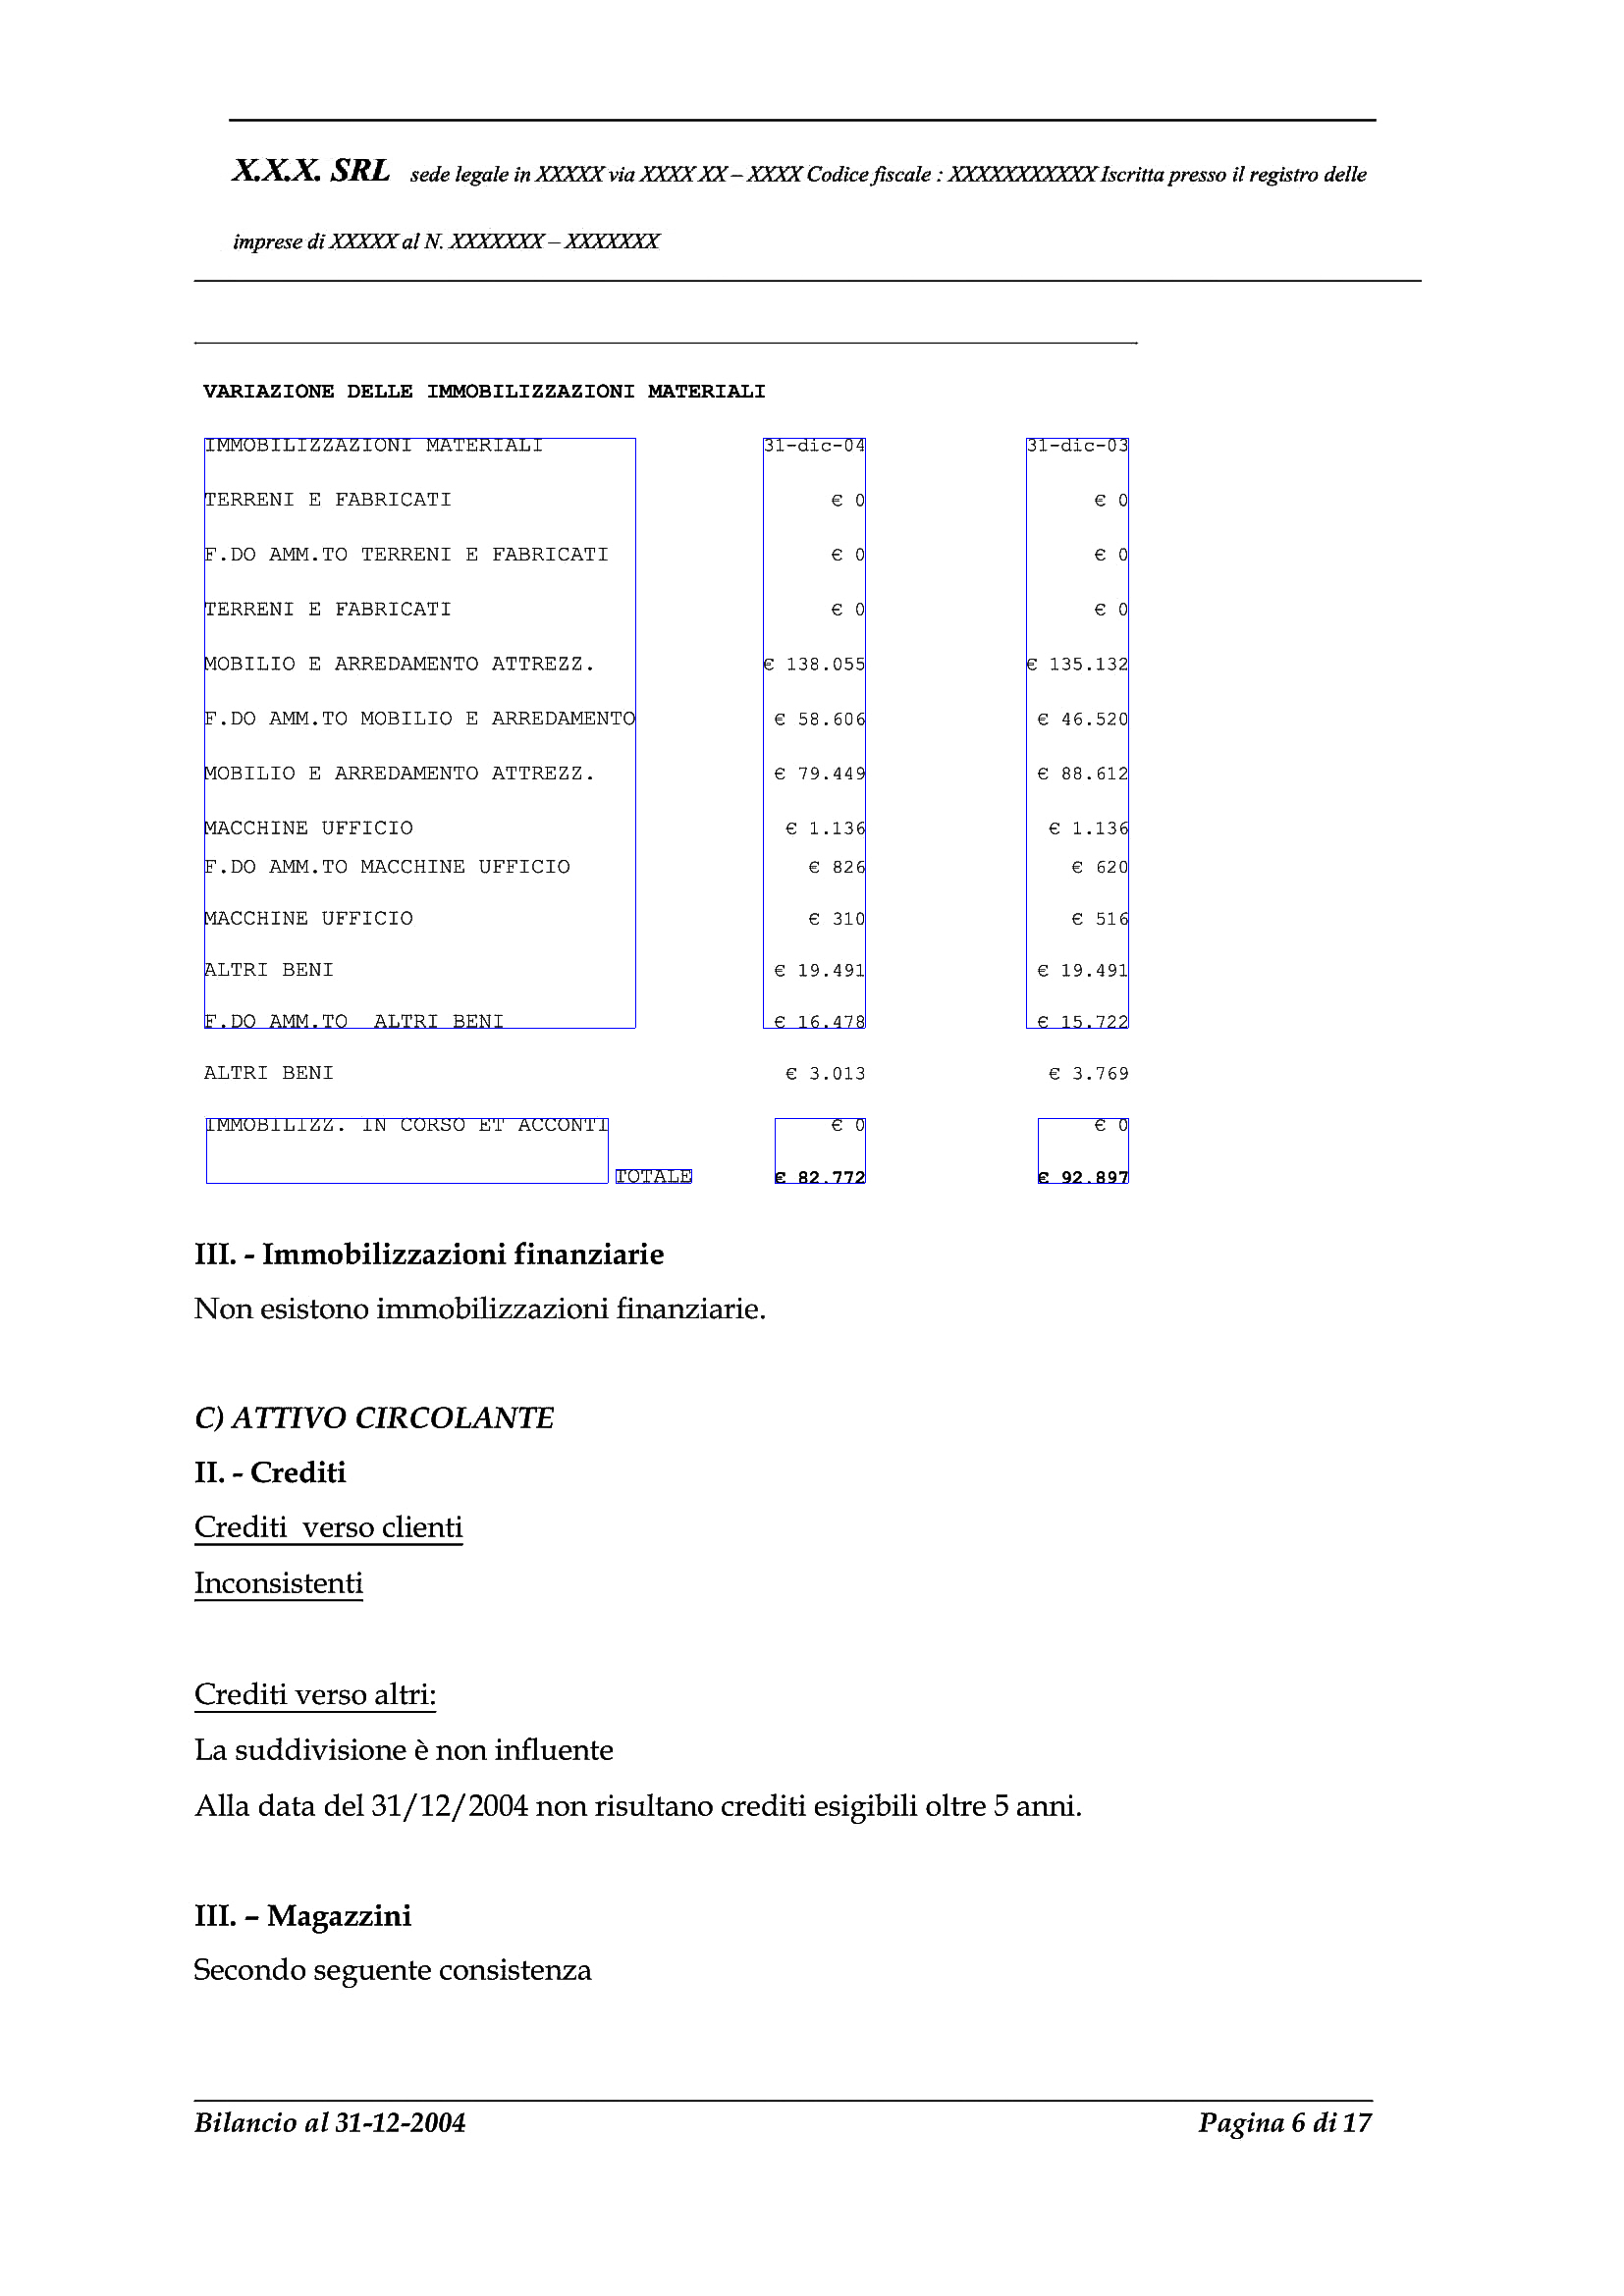 X.X.X. SRL sede legale in XXXXX via XXXX XX – XXXX Codice fiscale : XXXXXXXXXXX Iscritta presso il registro delle
imprese di XXXXX al N. XXXXXXX – XXXXXXX
VARIAZIONE DELLE IMMOBILIZZAZIONI MATERIALI
IMMOBILIZZAZIONI MATERIALI 31-dic-04 31-dic-03
TERRENI E FABRICATI € 0 € 0
F.DO AMM.TO TERRENI E FABRICATI € 0 € 0
TERRENI E FABRICATI € 0 € 0
MOBILIO E ARREDAMENTO ATTREZZ. € 138.055 € 135.132
F.DO AMM.TO MOBILIO E ARREDAMENTO € 58.606 € 46.520
MOBILIO E ARREDAMENTO ATTREZZ. € 79.449 € 88.612
MACCHINE UFFICIO € 1.136 € 1.136
F.DO AMM.TO MACCHINE UFFICIO € 826 € 620
MACCHINE UFFICIO € 310 € 516
ALTRI BENI € 19.491 € 19.491
F.DO AMM.TO ALTRI BENI € 16.478 € 15.722
ALTRI BENI € 3.013 € 3.769
IMMOBILIZZ. IN CORSO ET ACCONTI € 0 € 0
TOTALE € 82.772 € 92.897
III. - Immobilizzazioni finanziarie
Non esistono immobilizzazioni finanziarie.
C) ATTIVO CIRCOLANTE
II. - Crediti
Crediti verso clienti
Inconsistenti
Crediti verso altri:
La suddivisione è non influente
Alla data del 31/12/2004 non risultano crediti esigibili oltre 5 anni.
III. – Magazzini
Secondo seguente consistenza
Bilancio al 31-12-2004 Pagina 6 di 17